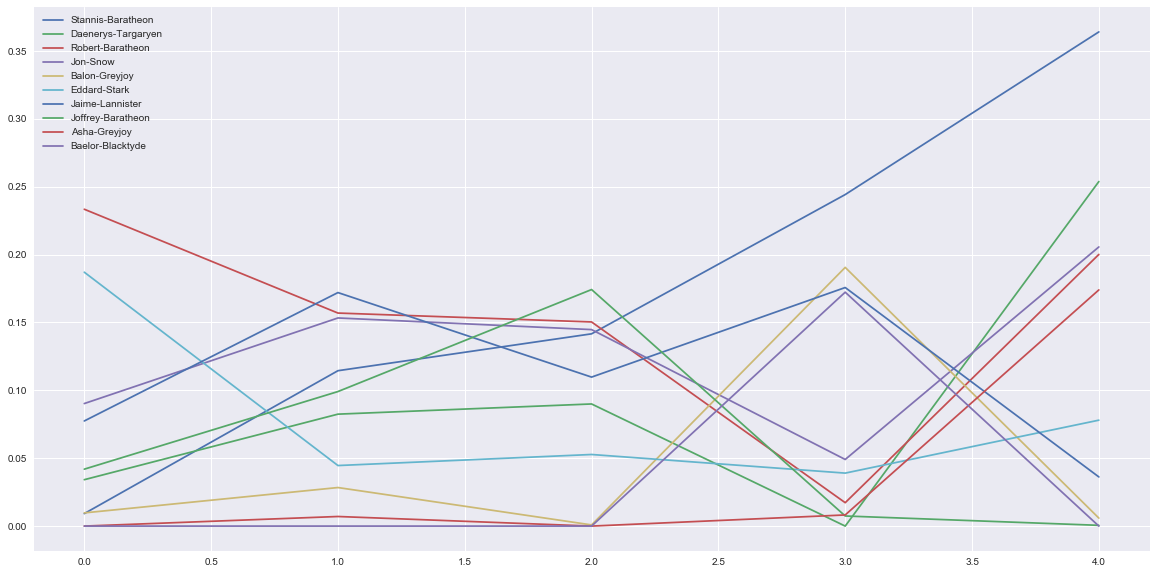 Stannis-Baratheon
Daenerys-Targaryen
Robert-Baratheon
Jon-Snow
Balon-Greyjoy
Eddard-Stark
Jaime-Lannister
Joffrey-Baratheon
Asha-Greyjoy
Baelor-Blacktyde
0.35
0.30
0.25
0.20
0.15
0.10
0.05
0.00
0.0 0.5 1.0 1.5 2.0 2.5 3.0 3.5 4.0